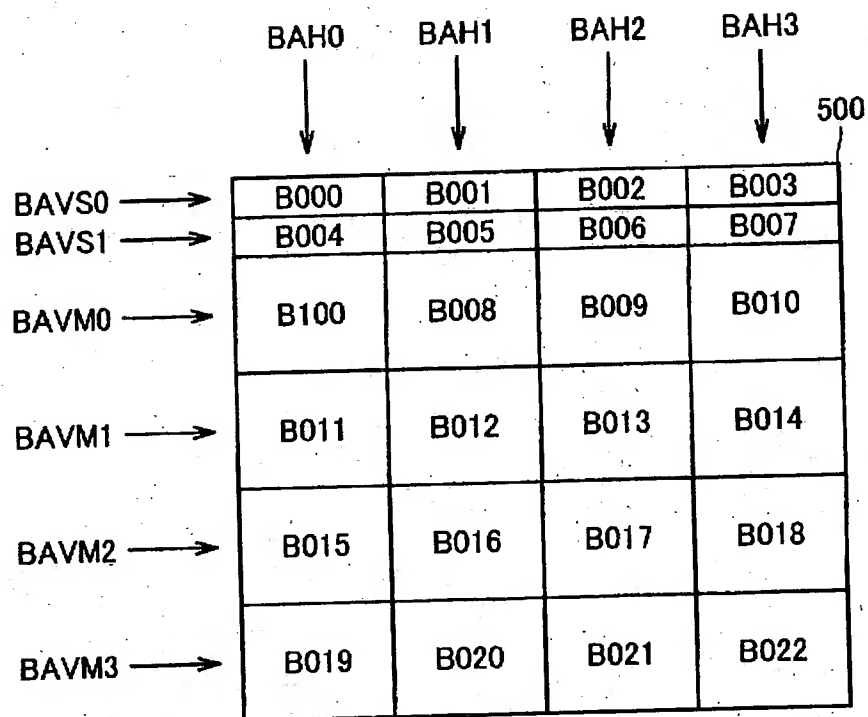 BAH0 BAH1 BAH2 BAH3
500
BAVS0 B000 B001 B002 B003
BAVS1 B004 B005 B006 B007
BAVM0 B100 B008 B009 B010
BAVM1 B011 B012 B013 B014
BAVM2 B015 B016 B017 B018
BAVM3 B019 B020 B021 B022